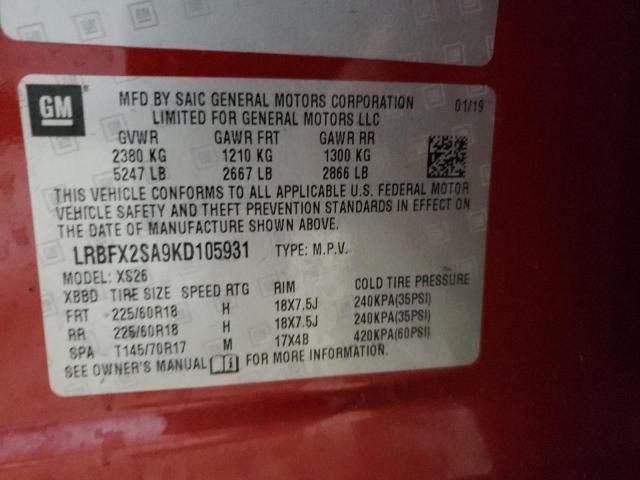 GM
MFD BY SAIC GENERAL MOTORS CORPORATION 01/19
LIMITED FOR GENERAL MOTORS LLC
GVWR GAWR FRT GAWR RR
2380 KG 1210 KG 1300 KG
5247 LB 2667 LB 2866 LB
THIS VEHICLE CONFORMS TO ALL APPLICABLE U.S. FEDERAL MOTOR
VEHICLE SAFETY AND THEFT PREVENTION STANDARDS IN EFFECT ON
THE DATE OF MANUFACTURE SHOWN ABOVE.
LRBFX2SA9KD105931 TYPE: M.P.V.
MODEL: XS26
XBBD TIRE SIZE SPEED RTG RIM COLD TIRE PRESSURE
FRT 225/60R18 H 18X7.5J 240KPA(35PSI)
RR 225/60R18 H 18X7.5J 240KPA(35PSI)
SPA T145/70R17 M 17X4B 420KPA(60PSI)
SEE OWNER'S MANUAL FOR MORE INFORMATION.